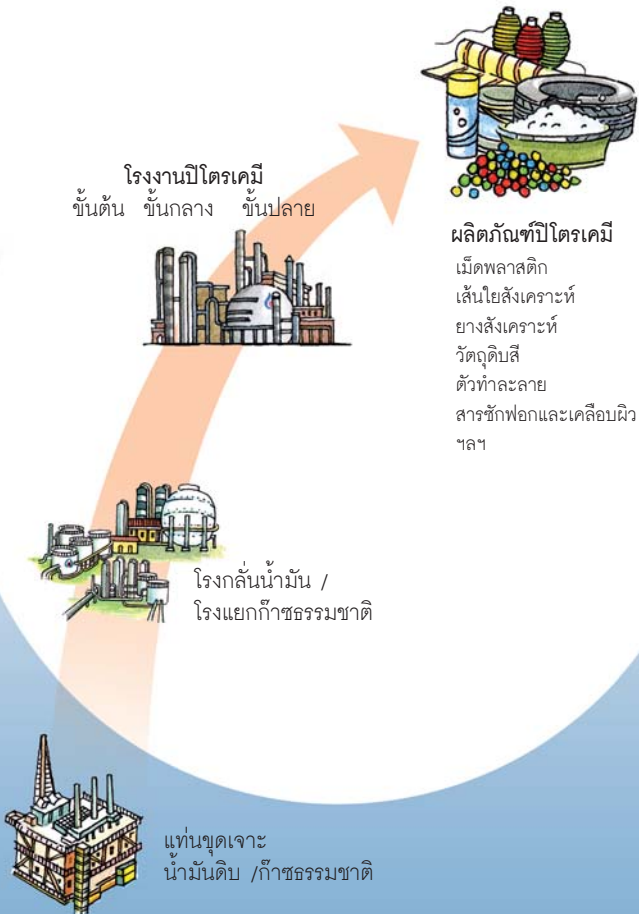 โรงงานปิโตรเคมี
ขั้นต้น ขั้นกลาง ขั้นปลาย
ผลิตภัณฑ์ปิโตรเคมี
เม็ดพลาสติก
เส้นใยสังเคราะห์
ยางสังเคราะห์
วัตถุดิบสี
ตัวทำละลาย
สารซักฟอกและเคลือบผิว
ฯลฯ
โรงกลั่นน้ำมัน /
โรงแยกก๊าซธรรมชาติ
แท่นขุดเจาะ
น้ำมันดิบ /ก๊าซธรรมชาติ